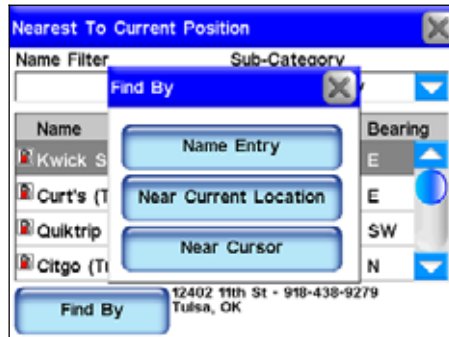 Nearest To Current Position
Name Filter Sub-Category
Find By
Name Bearing
Name Entry
Kwick S E
Near Current Location
Curt's (T E
Quiktrip SW
Near Cursor
Citgo (Tu N
Find By
12402 11th St - 918-438-9279
Tulsa, OK